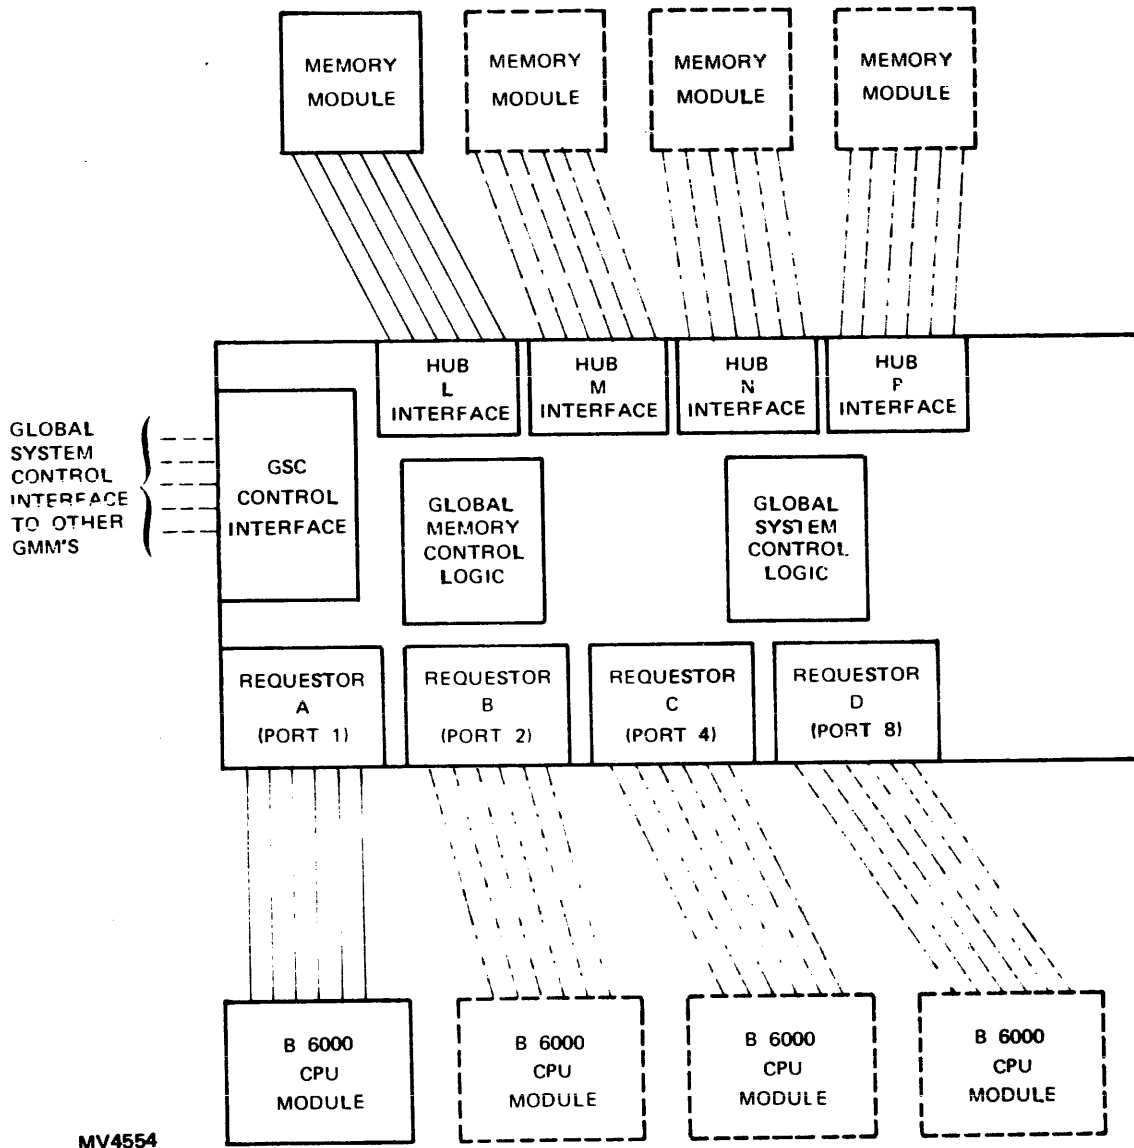 MEMORY
MODULE
MEMORY
MODULE
MEMORY
MODULE
MEMORY
MODULE
HUB
L
INTERFACE
HUB
M
INTERFACE
HUB
N
INTERFACE
HUB
P
INTERFACE
GLOBAL
SYSTEM
CONTROL
INTERFACE
TO OTHER
GMM'S
GSC
CONTROL
INTERFACE
GLOBAL
MEMORY
CONTROL
LOGIC
GLOBAL
SYSTEM
CONTROL
LOGIC
REQUESTOR
A
(PORT 1)
REQUESTOR
B
(PORT 2)
REQUESTOR
C
(PORT 4)
REQUESTOR
D
(PORT 8)
B 6000
CPU
MODULE
B 6000
CPU
MODULE
B 6000
CPU
MODULE
B 6000
CPU
MODULE
MV4554